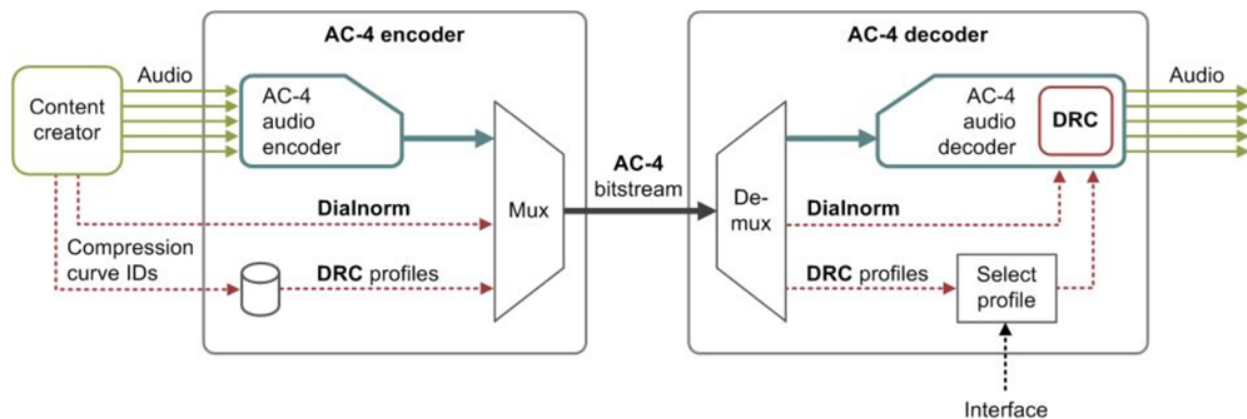 AC-4 encoder
AC-4 decoder
Audio
Content
creator
AC-4
audio
encoder
Mux
Dialnorm
Compression
curve IDs
DRC profiles
AC-4
bitstream
De-
mux
AC-4
audio
decoder
DRC
Audio
Dialnorm
DRC profiles
Select
profile
Interface